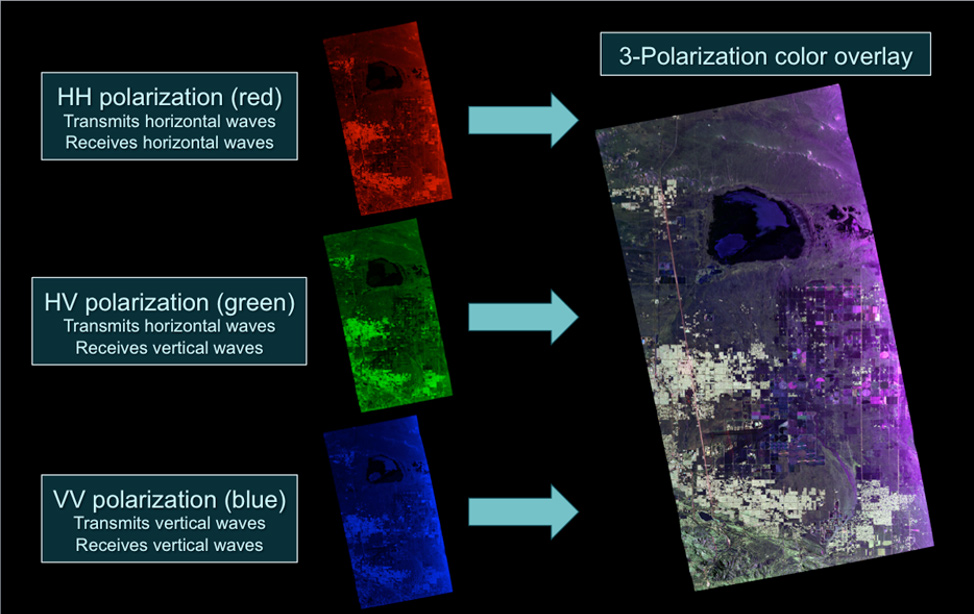 3-Polarization color overlay
HH polarization (red)
Transmits horizontal waves
Receives horizontal waves
HV polarization (green)
Transmits horizontal waves
Receives vertical waves
VV polarization (blue)
Transmits vertical waves
Receives vertical waves